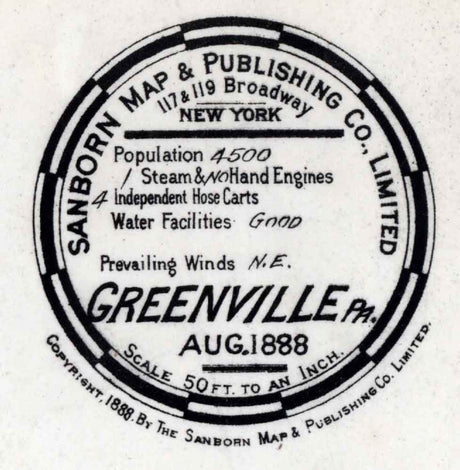 SANBORN MAP & PUBLISHING CO., LIMITED
117 & 119 Broadway
NEW YORK
Population 4500
1 Steam & NO Hand Engines
4 Independent Hose Carts
Water Facilities Good
Prevailing Winds N.E.
GREENVILLE PA.
AUG. 1888
SCALE 50 FT. TO AN INCH.
COPYRIGHT, 1888, BY THE SANBORN MAP & PUBLISHING CO. LIMITED.